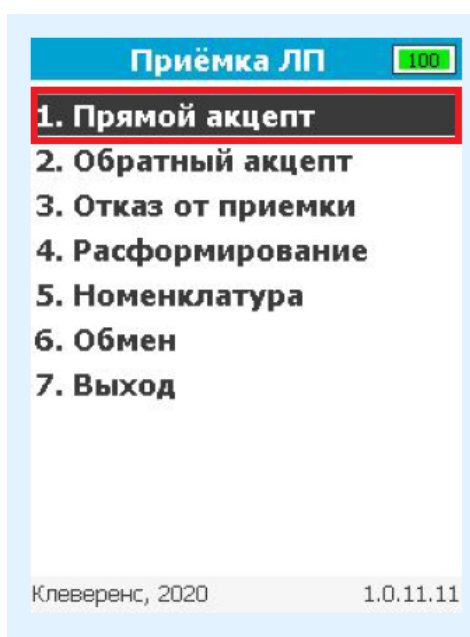 Приёмка ЛП 100
1. Прямой акцепт
2. Обратный акцепт
3. Отказ от приемки
4. Расформирование
5. Номенклатура
6. Обмен
7. Выход
Клеверенс, 2020 1.0.11.11